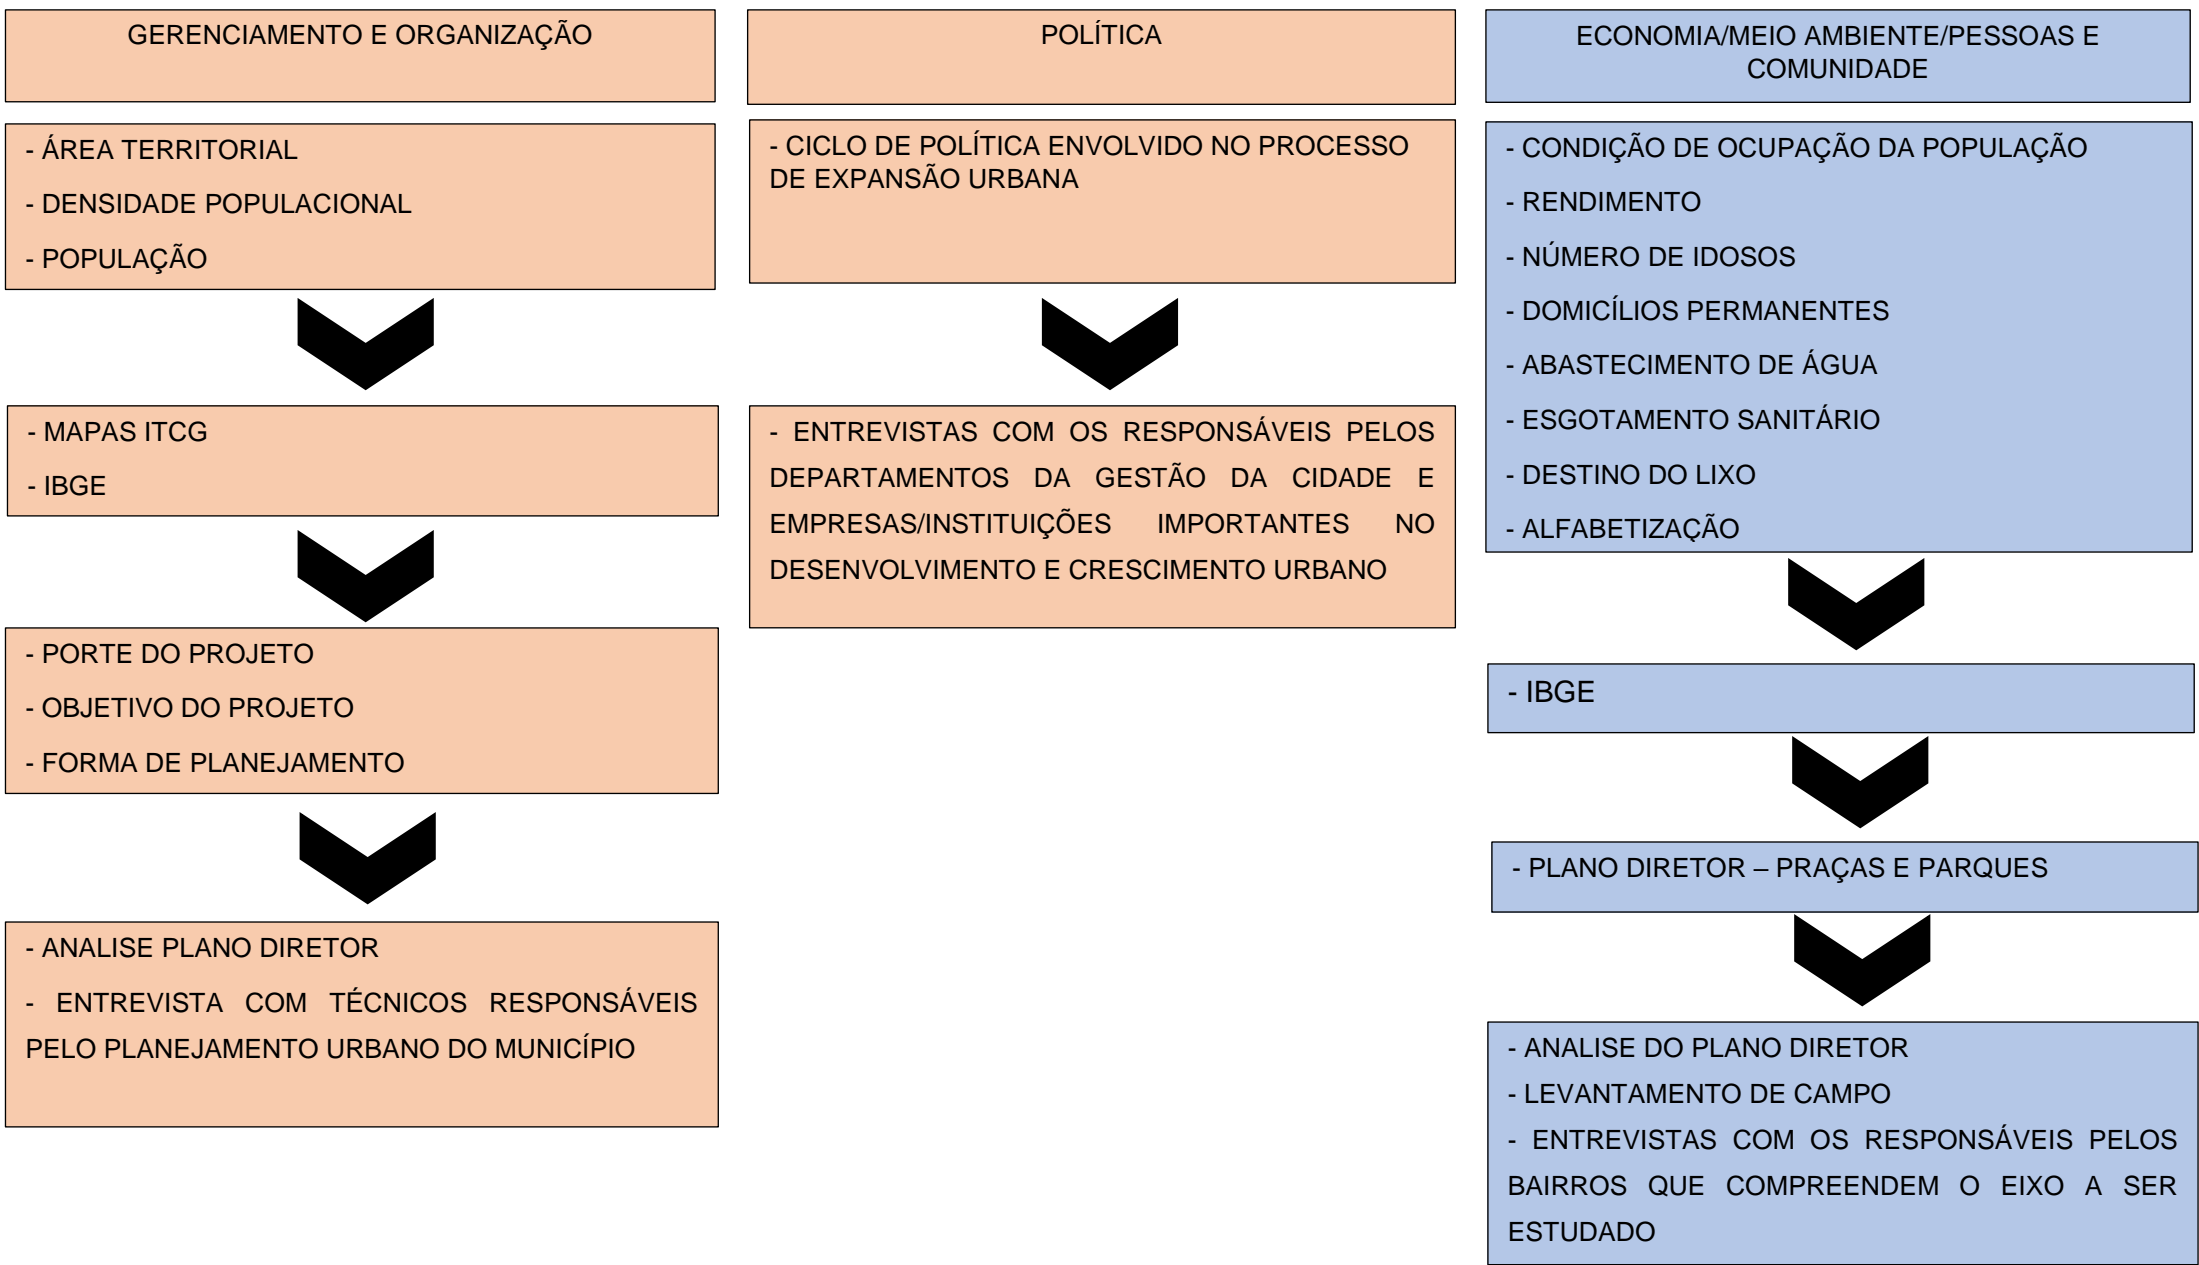 GERENCIAMENTO E ORGANIZAÇÃO
- ÁREA TERRITORIAL
- DENSIDADE POPULACIONAL
- POPULAÇÃO
- MAPAS ITCG
- IBGE
- PORTE DO PROJETO
- OBJETIVO DO PROJETO
- FORMA DE PLANEJAMENTO
- ANALISE PLANO DIRETOR
- ENTREVISTA COM TÉCNICOS RESPONSÁVEIS
PELO PLANEJAMENTO URBANO DO MUNICÍPIO
POLÍTICA
- CICLO DE POLÍTICA ENVOLVIDO NO PROCESSO
DE EXPANSÃO URBANA
- ENTREVISTAS COM OS RESPONSÁVEIS PELOS
DEPARTAMENTOS DA GESTÃO DA CIDADE E
EMPRESAS/INSTITUIÇÕES IMPORTANTES NO
DESENVOLVIMENTO E CRESCIMENTO URBANO
ECONOMIA/MEIO AMBIENTE/PESSOAS E
COMUNIDADE
- CONDIÇÃO DE OCUPAÇÃO DA POPULAÇÃO
- RENDIMENTO
- NÚMERO DE IDOSOS
- DOMICÍLIOS PERMANENTES
- ABASTECIMENTO DE ÁGUA
- ESGOTAMENTO SANITÁRIO
- DESTINO DO LIXO
- ALFABETIZAÇÃO
- IBGE
- PLANO DIRETOR – PRAÇAS E PARQUES
- ANALISE DO PLANO DIRETOR
- LEVANTAMENTO DE CAMPO
- ENTREVISTAS COM OS RESPONSÁVEIS PELOS
BAIRROS QUE COMPREENDEM O EIXO A SER
ESTUDADO